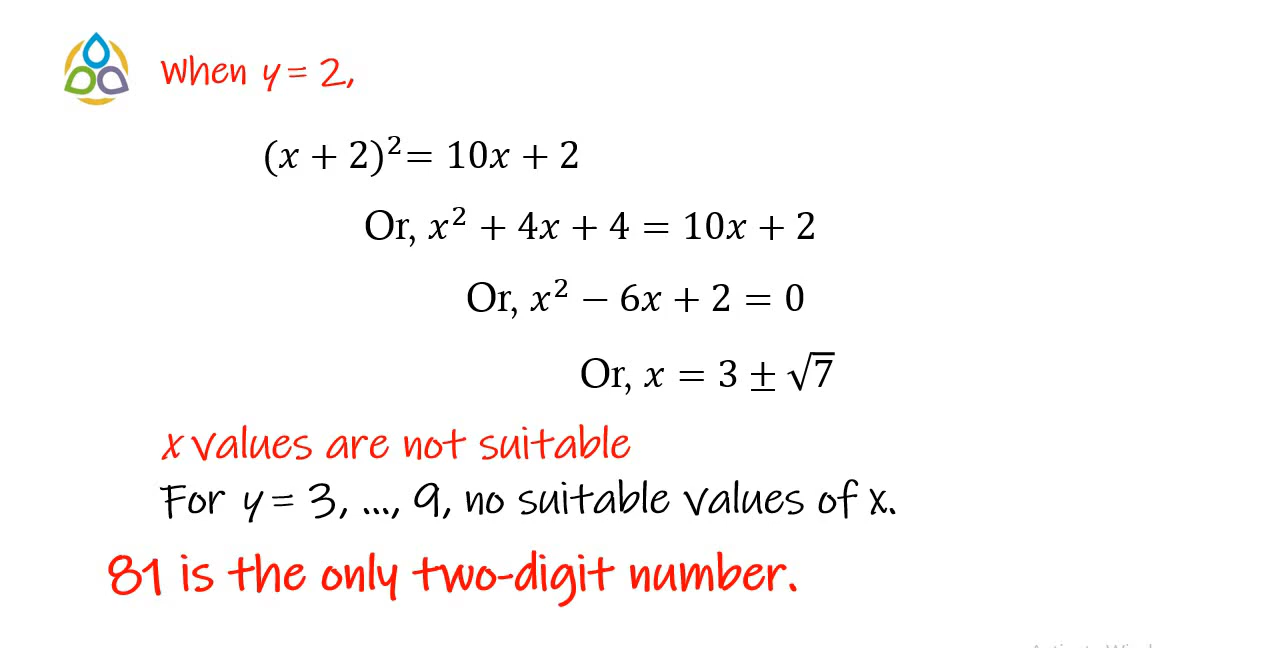 When y = 2,
(x + 2)² = 10x + 2
Or, x² + 4x + 4 = 10x + 2
Or, x² − 6x + 2 = 0
Or, x = 3 ± √7
x values are not suitable
For y = 3, ..., 9, no suitable values of x.
81 is the only two-digit number.